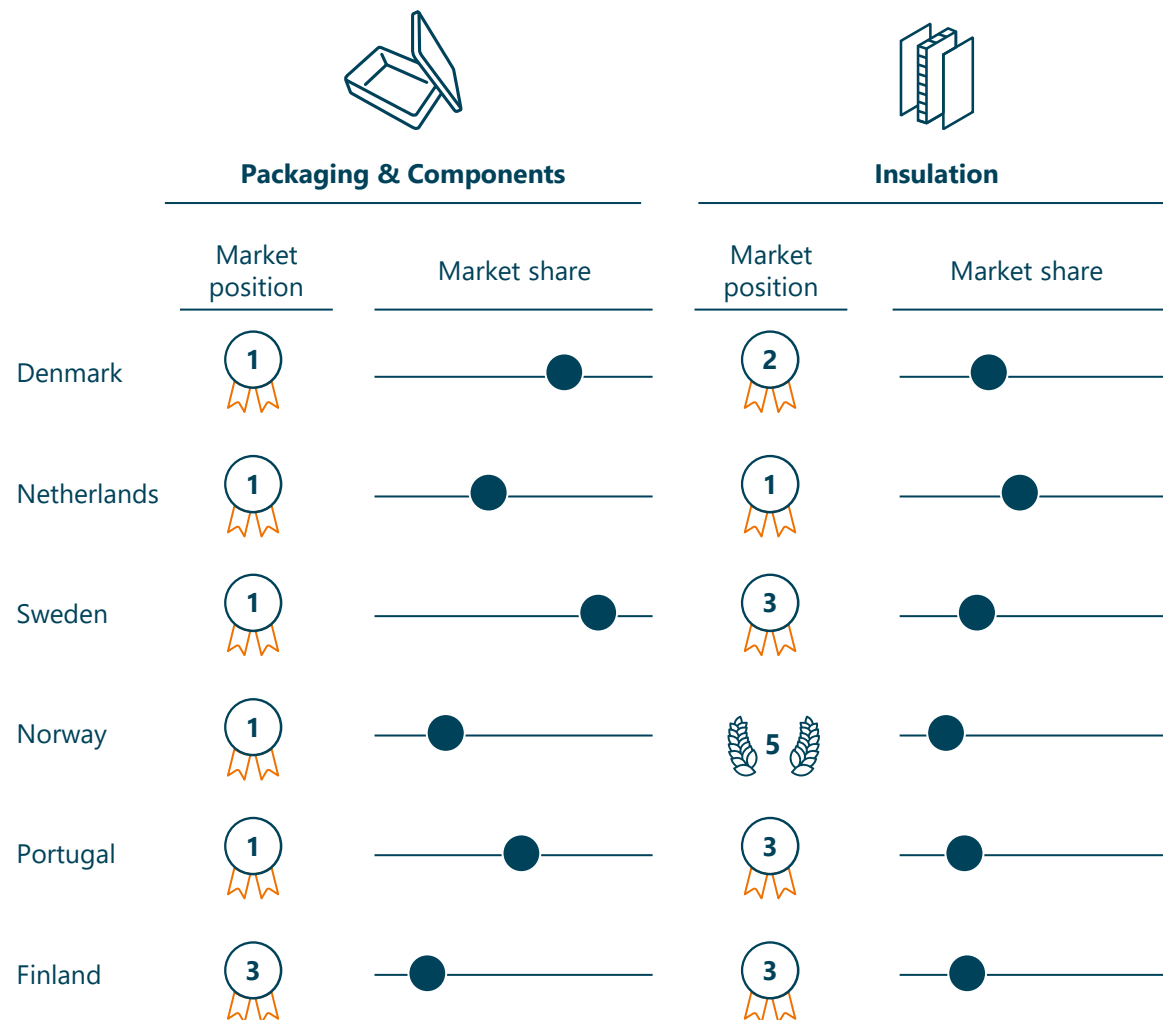 Packaging & Components
Insulation
Market
position
Market share
Market
position
Market share
Denmark
1
2
Netherlands
1
1
Sweden
1
3
Norway
1
5
Portugal
1
3
Finland
3
3